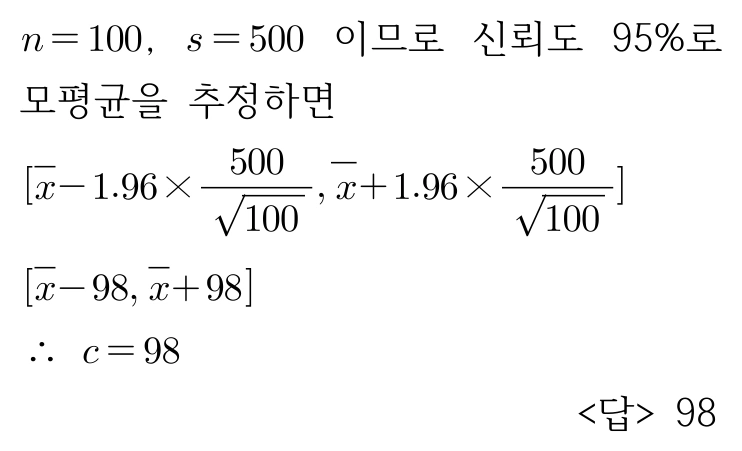 n=100, s=500 이므로 신뢰도 95%로
모평균을 추정하면
[x̅−1.96×500/√100, x̅+1.96×500/√100]
[x̅−98, x̅+98]
∴ c=98
<답> 98